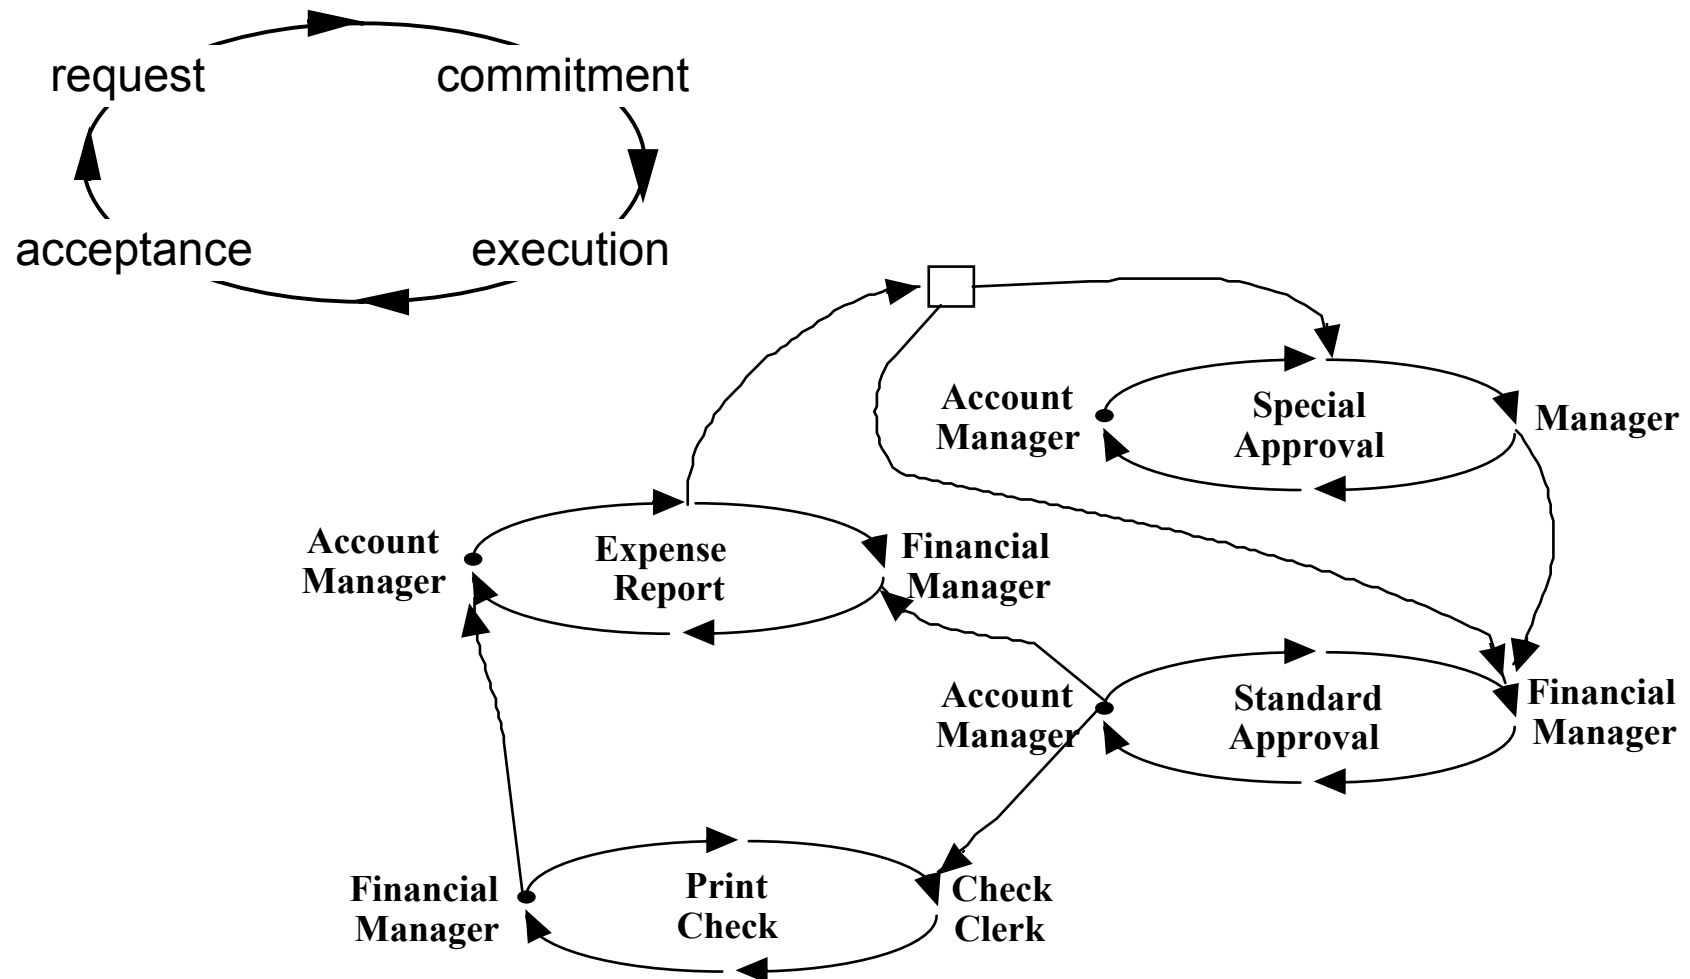 request
commitment
acceptance
execution
Account
Manager
Special
Approval
Manager
Account
Manager
Expense
Report
Financial
Manager
Account
Manager
Standard
Approval
Financial
Manager
Financial
Manager
Print
Check
Check
Clerk